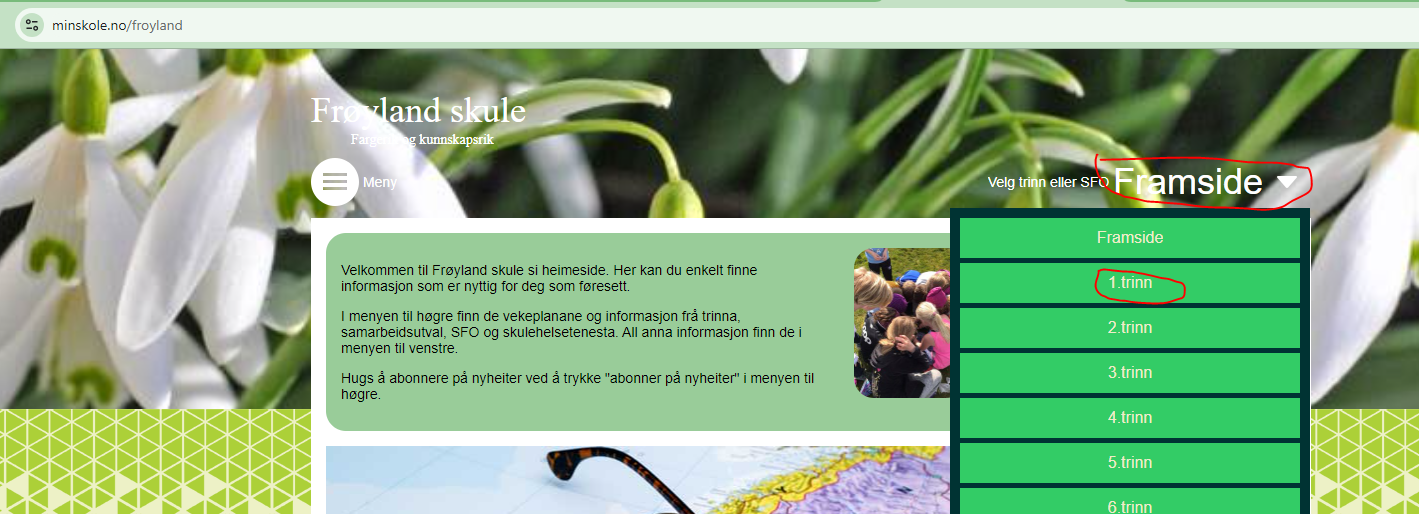 minskole.no/froyland
Frøyland skule
og kunnskapsrik
Meny
Velg trinn eller SFO Framside
Framside
1.trinn
2.trinn
3.trinn
4.trinn
5.trinn
6.trinn
Velkommen til Frøyland skule si heimeside. Her kan du enkelt finne
informasjon som er nyttig for deg som føresett.
I menyen til høgre finn de vekeplanane og informasjon frå trinna,
samarbeidsutval, SFO og skulehelsetenesta. All anna informasjon finn de i
menyen til venstre.
Hugs å abonnere på nyheiter ved å trykke "abonner på nyheiter" i menyen til
høgre.